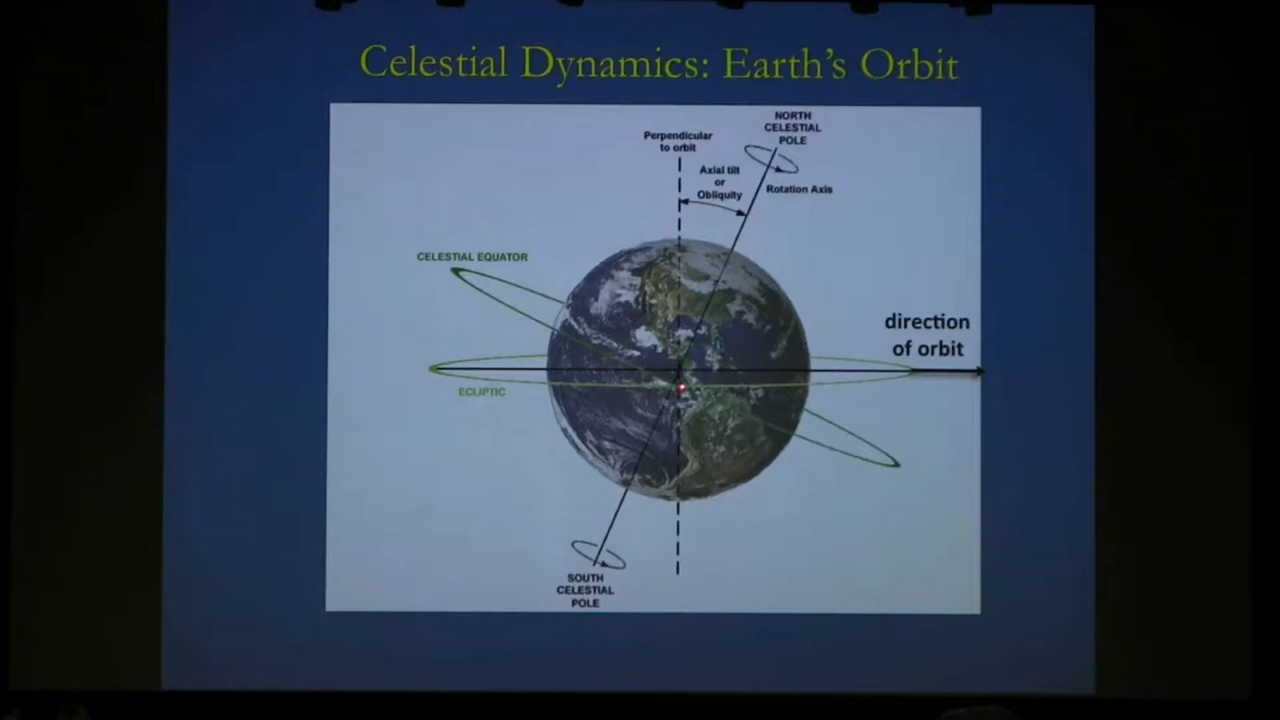 Celestial Dynamics: Earth's Orbit
NORTH
CELESTIAL
POLE
Perpendicular
to orbit
Axial tilt
or
Obliquity
Rotation Axis
CELESTIAL EQUATOR
direction
of orbit
ECLIPTIC
SOUTH
CELESTIAL
POLE